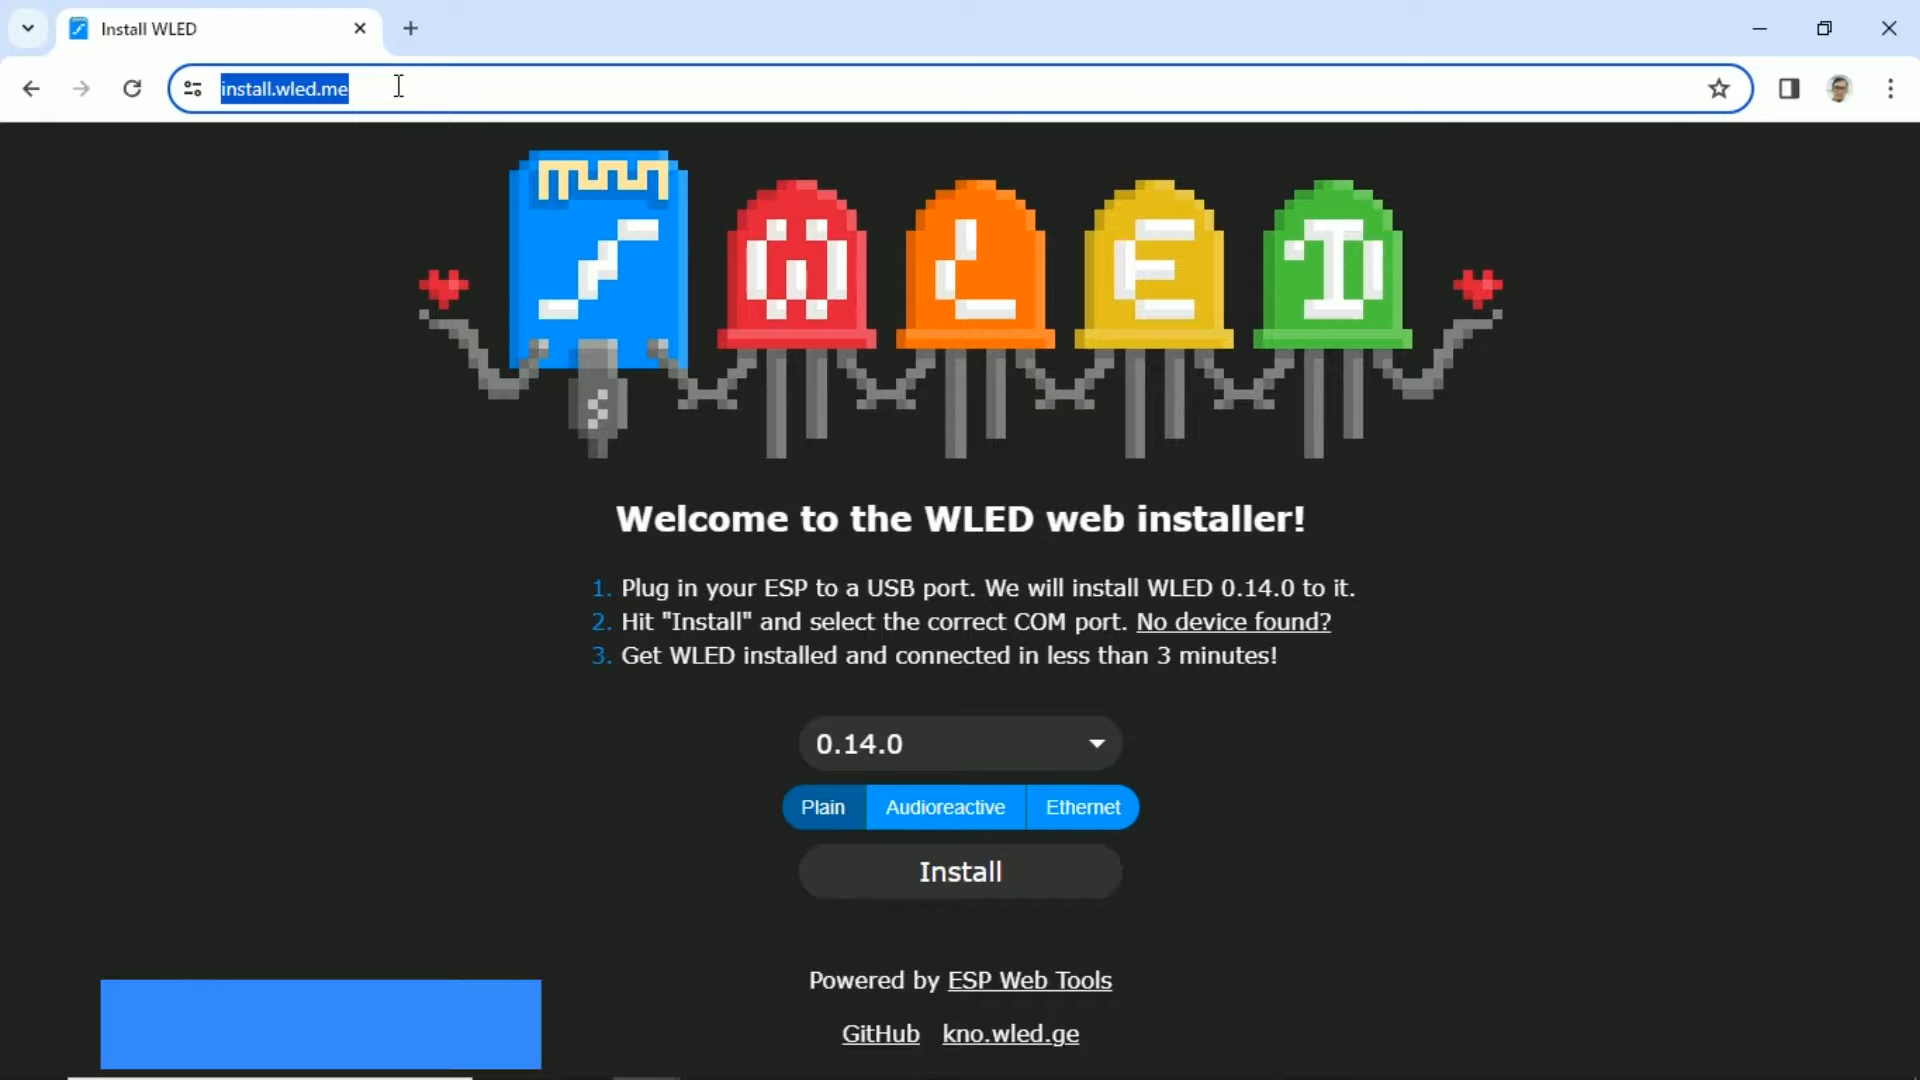 Install WLED
install.wled.me
WLED
Welcome to the WLED web installer!
1. Plug in your ESP to a USB port. We will install WLED 0.14.0 to it.
2. Hit "Install" and select the correct COM port. No device found?
3. Get WLED installed and connected in less than 3 minutes!
0.14.0
Plain Audioreactive Ethernet
Install
Powered by ESP Web Tools
GitHub kno.wled.ge